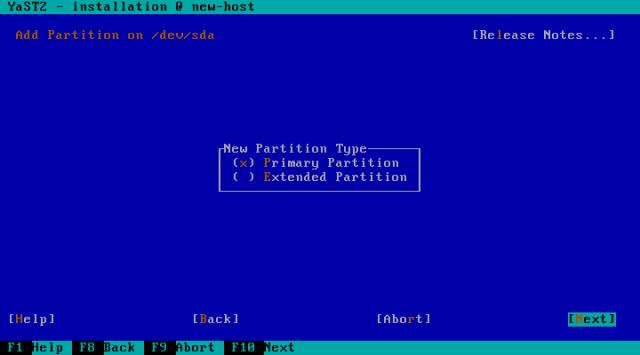 YaST2 - installation @ new-host
Add Partition on /dev/sda [Release Notes...]
New Partition Type
(x) Primary Partition
( ) Extended Partition
[Help] [Back] [Abort] [Next]
F1 Help F8 Back F9 Abort F10 Next